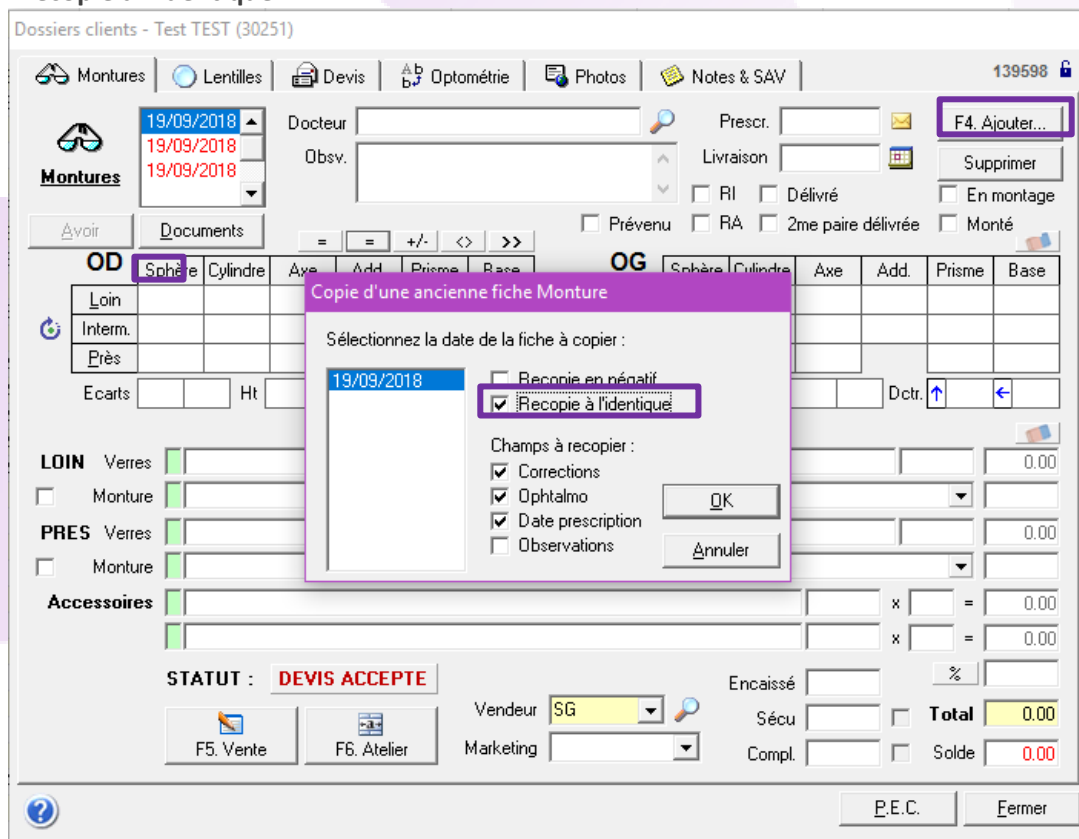 Dossiers clients - Test TEST (30251)
Montures Lentilles Devis Optométrie Photos Notes & SAV 139598
19/09/2018 Docteur Prescr. F4. Ajouter...
19/09/2018 Obsv. Livraison Supprimer
19/09/2018
Montures RI Délivré En montage
Avoir Documents Prévenu RA 2me paire délivrée Monté
= = +/- <> >>
OD Sphère Cylindre Axe Add. Prisme Base OG Sphère Cylindre Axe Add. Prisme Base
Loin
Interm.
Près
Ecarts Ht Dctr.
Copie d'une ancienne fiche Monture
Sélectionnez la date de la fiche à copier :
19/09/2018 Recopie en négatif
Recopie à l'identique
Champs à recopier :
Corrections
Ophtalmo
Date prescription
Observations
OK
Annuler
LOIN Verres 0.00
Monture
PRES Verres 0.00
Monture
Accessoires x = 0.00
x = 0.00
STATUT : DEVIS ACCEPTE Encaissé %
F5. Vente F6. Atelier Vendeur SG Sécu Total 0.00
Marketing Compl. Solde 0.00
P.E.C. Fermer